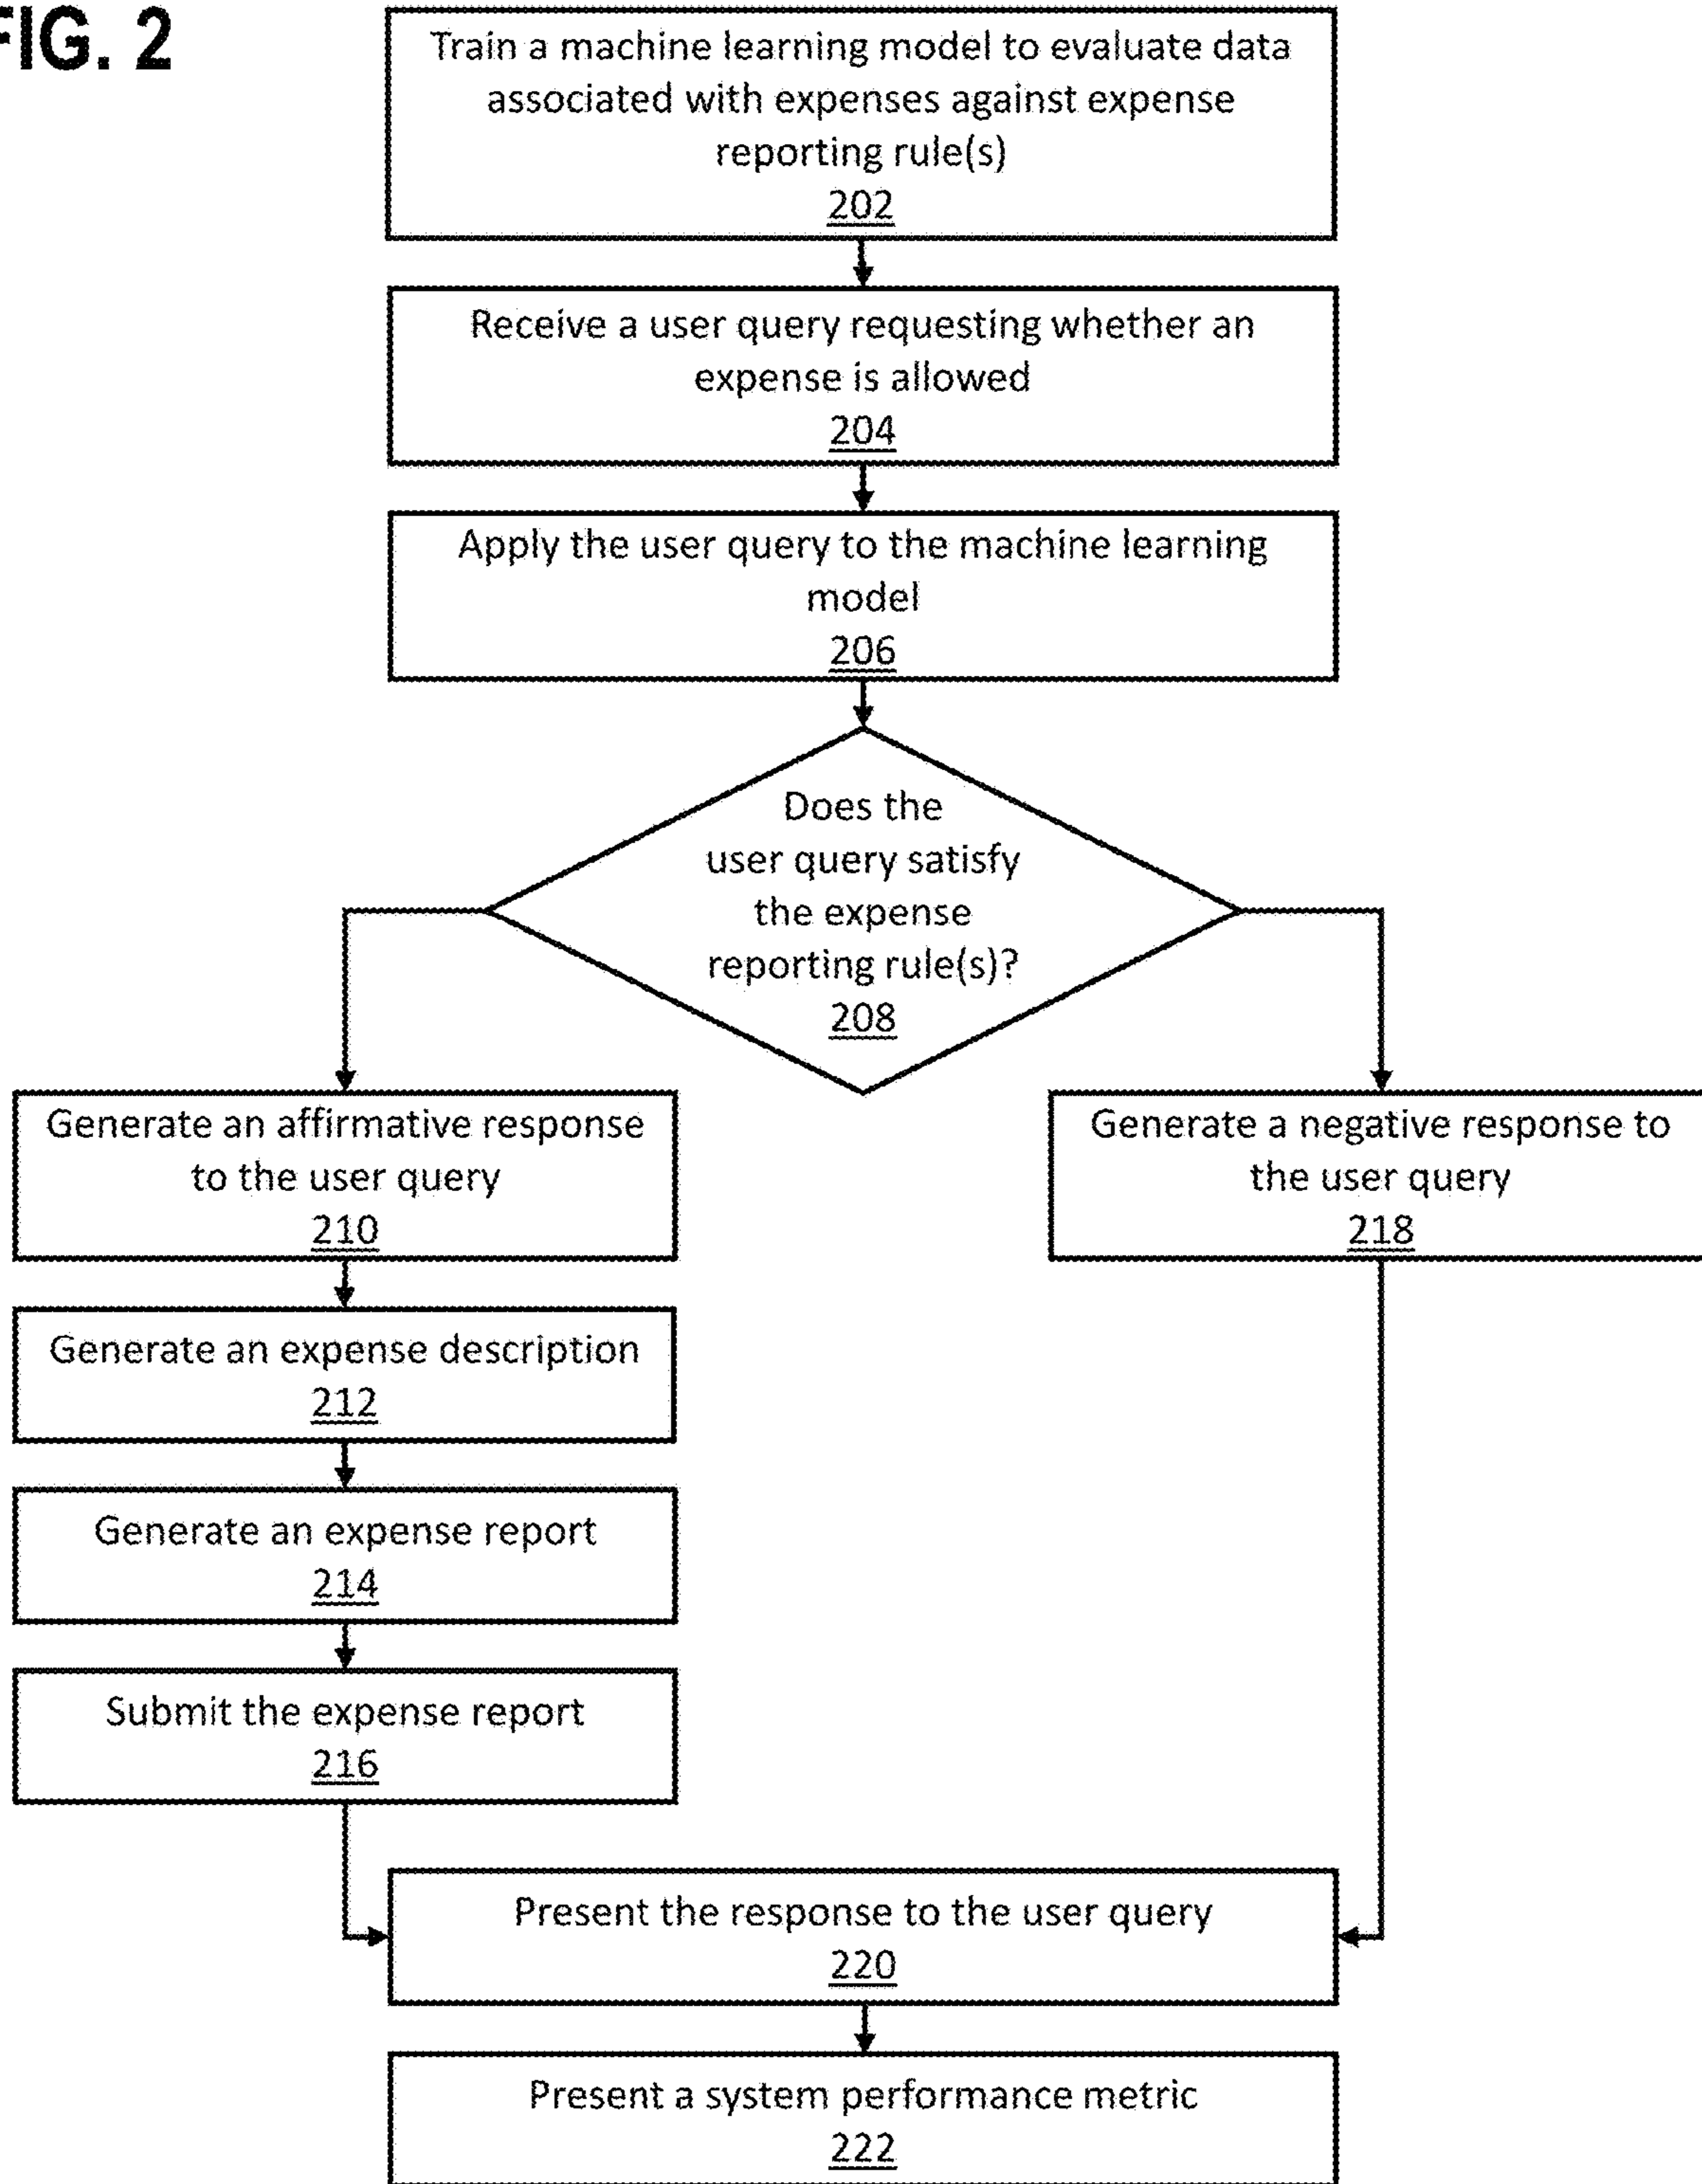 FIG. 2
Train a machine learning model to evaluate data
associated with expenses against expense
reporting rule(s)
202
Receive a user query requesting whether an
expense is allowed
204
Apply the user query to the machine learning
model
206
Does the
user query satisfy
the expense
reporting rule(s)?
208
Generate an affirmative response
to the user query
210
Generate a negative response to
the user query
218
Generate an expense description
212
Generate an expense report
214
Submit the expense report
216
Present the response to the user query
220
Present a system performance metric
222